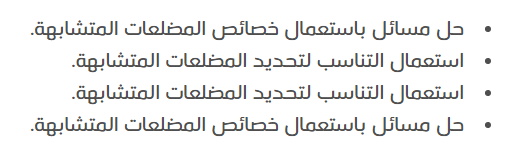 • حل مسائل باستعمال خصائص المضلعات المتشابهة.
• استعمال التناسب لتحديد المضلعات المتشابهة.
• استعمال التناسب لتحديد المضلعات المتشابهة.
• حل مسائل باستعمال خصائص المضلعات المتشابهة.